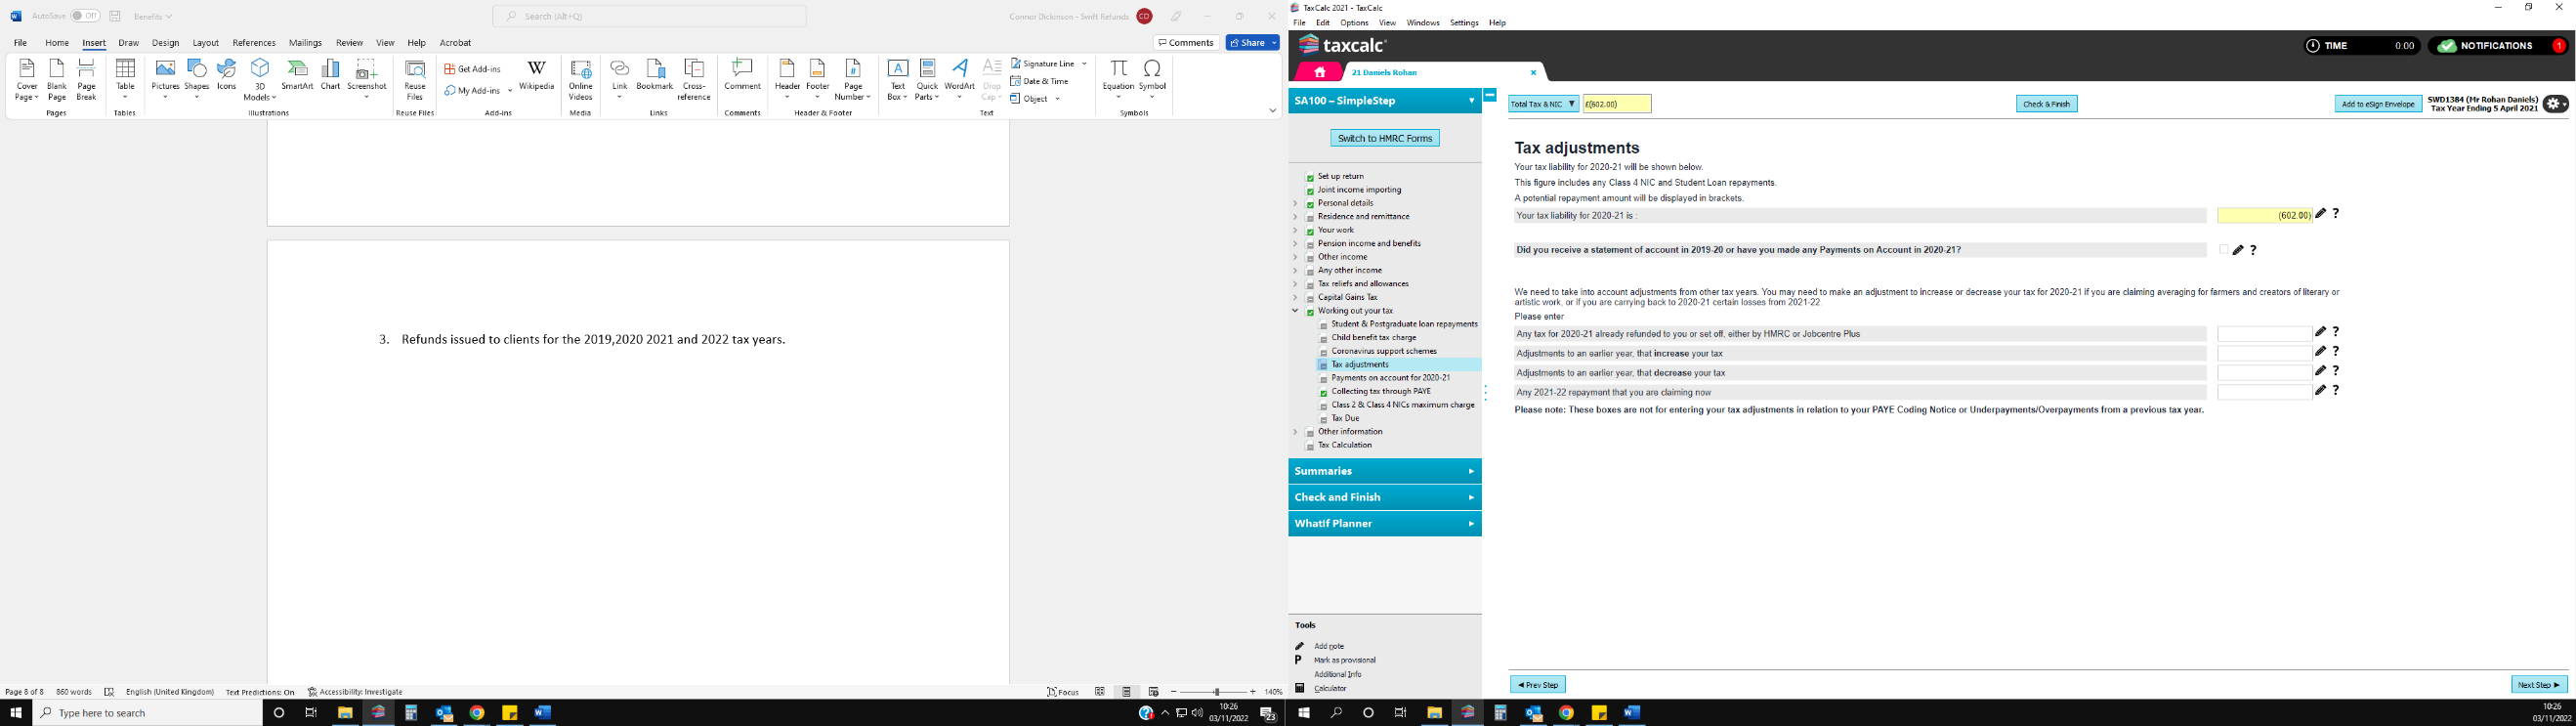 AutoSave Off Benefits
Search (Alt+Q)
Connor Dickinson - Swift Refunds CD
File Home Insert Draw Design Layout References Mailings Review View Help Acrobat
Comments Share
Cover Page
Blank Page
Page Break
Pages
Table
Tables
Pictures
Shapes
Icons
3D Models
SmartArt
Chart
Screenshot
Illustrations
Reuse Files
Reuse Files
Get Add-ins
My Add-ins
Wikipedia
Add-ins
Online Videos
Media
Link
Bookmark
Cross-reference
Links
Comment
Comments
Header
Footer
Page Number
Header & Footer
Text Box
Quick Parts
WordArt
Drop Cap
Signature Line
Date & Time
Object
Text
Equation
Symbol
Symbols
3. Refunds issued to clients for the 2019,2020 2021 and 2022 tax years.
Page 8 of 8 860 words English (United Kingdom) Text Predictions: On Accessibility: Investigate
Focus 140%
Type here to search
10:26
03/11/2022
23
TaxCalc 2021 - TaxCalc
File Edit Options View Windows Settings Help
taxcalc
TIME 0:00 NOTIFICATIONS 1
21 Daniels Rohan
SA100 – SimpleStep
Switch to HMRC Forms
Set up return
Joint income importing
Personal details
Residence and remittance
Your work
Pension income and benefits
Other income
Any other income
Tax reliefs and allowances
Capital Gains Tax
Working out your tax
Student & Postgraduate loan repayments
Child benefit tax charge
Coronavirus support schemes
Tax adjustments
Payments on account for 2020-21
Collecting tax through PAYE
Class 2 & Class 4 NICs maximum charge
Tax Due
Other information
Tax Calculation
Summaries
Check and Finish
WhatIf Planner
Tools
Add note
P Mark as provisional
Additional Info
Calculator
Total Tax & NIC £(602.00)
Check & Finish
Add to eSign Envelope
SWD1384 (Mr Rohan Daniels)
Tax Year Ending 5 April 2021
Tax adjustments
Your tax liability for 2020-21 will be shown below.
This figure includes any Class 4 NIC and Student Loan repayments.
A potential repayment amount will be displayed in brackets.
Your tax liability for 2020-21 is : (602.00) ?
Did you receive a statement of account in 2019-20 or have you made any Payments on Account in 2020-21? ?
We need to take into account adjustments from other tax years. You may need to make an adjustment to increase or decrease your tax for 2020-21 if you are claiming averaging for farmers and creators of literary or
artistic work, or if you are carrying back to 2020-21 certain losses from 2021-22.
Please enter
Any tax for 2020-21 already refunded to you or set off, either by HMRC or Jobcentre Plus ?
Adjustments to an earlier year, that increase your tax ?
Adjustments to an earlier year, that decrease your tax ?
Any 2021-22 repayment that you are claiming now ?
Please note: These boxes are not for entering your tax adjustments in relation to your PAYE Coding Notice or Underpayments/Overpayments from a previous tax year.
Prev Step
Next Step
10:26
03/11/2022